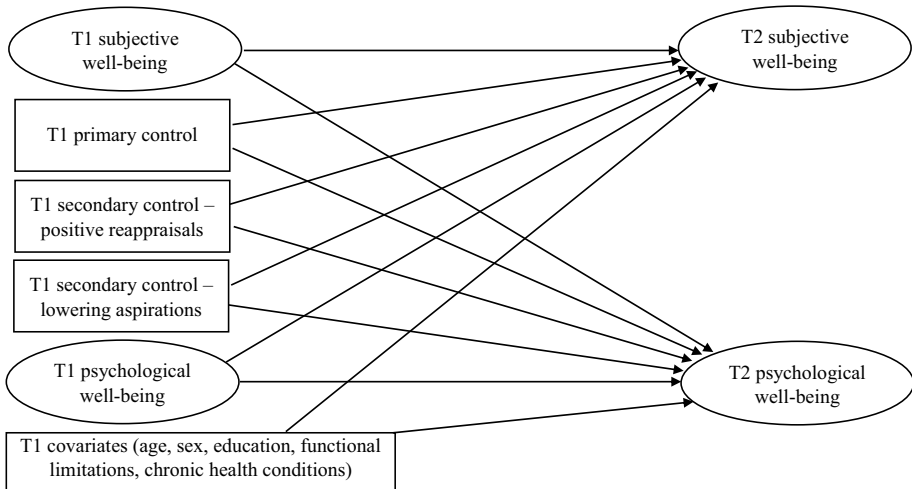 T1 subjective
well-being
T2 subjective
well-being
T1 primary control
T1 secondary control –
positive reappraisals
T1 secondary control –
lowering aspirations
T1 psychological
well-being
T2 psychological
well-being
T1 covariates (age, sex, education, functional
limitations, chronic health conditions)